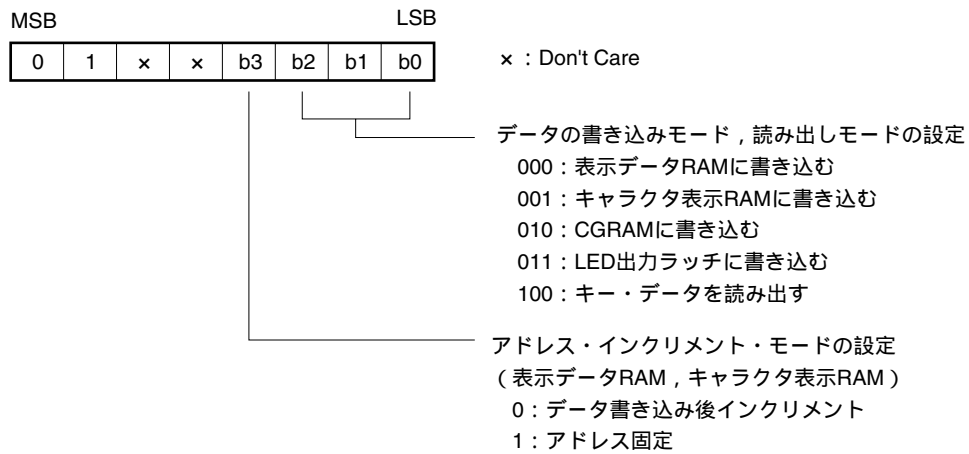 MSB LSB
0 1 × × b3 b2 b1 b0 ×：Don't Care
データの書き込みモード，読み出しモードの設定
000：表示データRAMに書き込む
001：キャラクタ表示RAMに書き込む
010：CGRAMに書き込む
011：LED出力ラッチに書き込む
100：キー・データを読み出す
アドレス・インクリメント・モードの設定
（表示データRAM，キャラクタ表示RAM）
0：データ書き込み後インクリメント
1：アドレス固定